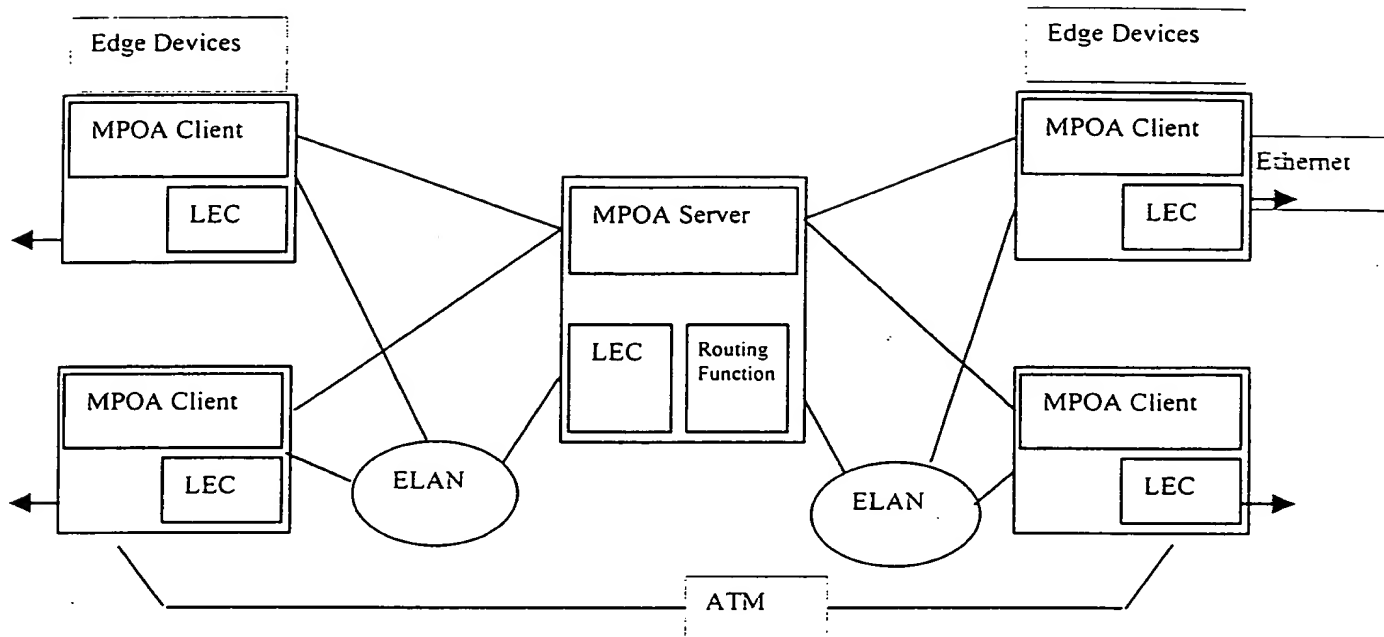 Edge Devices
Edge Devices
MPOA Client
MPOA Client
Ethernet
LEC
MPOA Server
LEC
LEC
Routing
Function
MPOA Client
MPOA Client
LEC
ELAN
ELAN
LEC
ATM